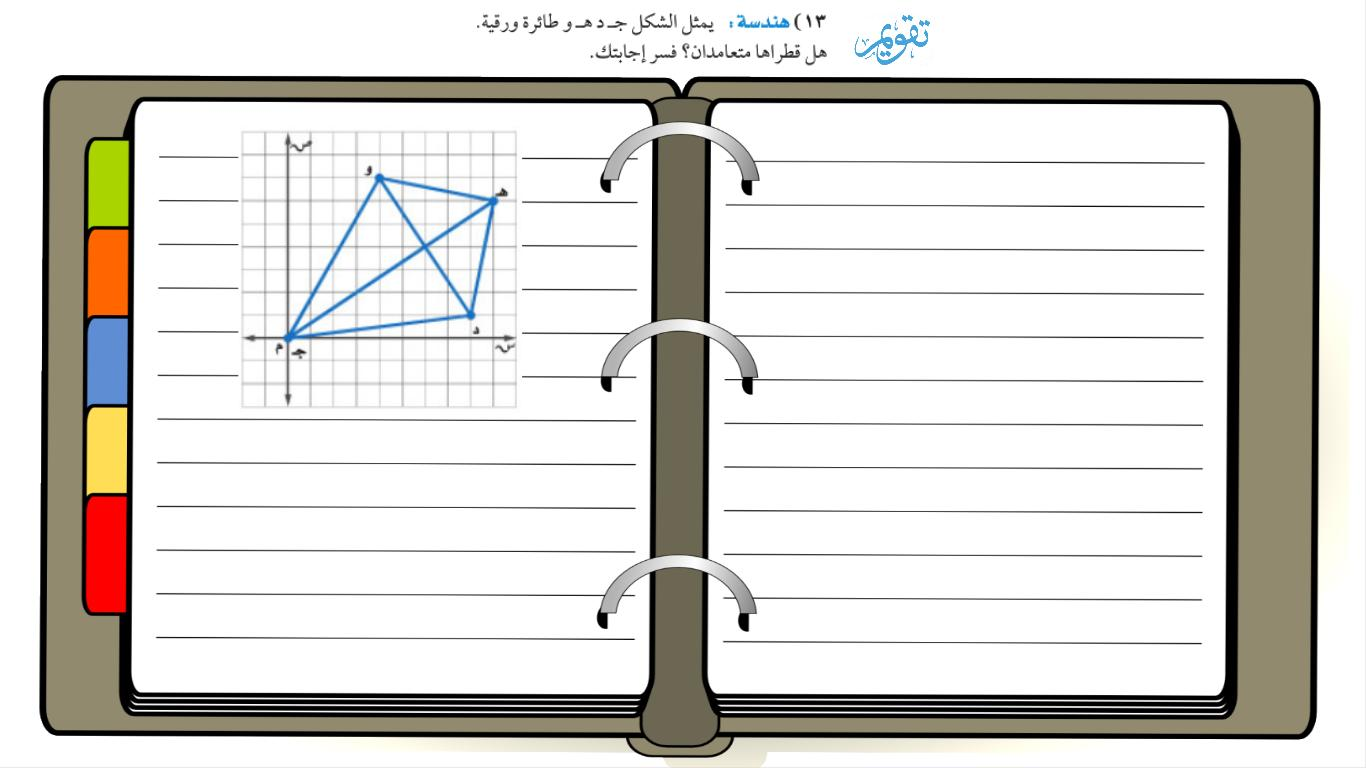 تقويم
١٣) هندسة: يمثل الشكل جـ د هـ و طائرة ورقية.
هل قطراها متعامدان؟ فسر إجابتك.
ص
و
هـ
د
م
جـ
س